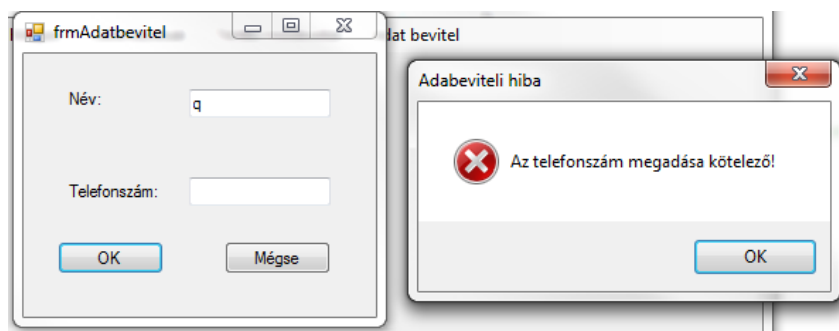 frmAdatbevitel
dat bevitel
Név:
q
Telefonszám:
OK
Mégse
Adabeviteli hiba
Az telefonszám megadása kötelező!
OK